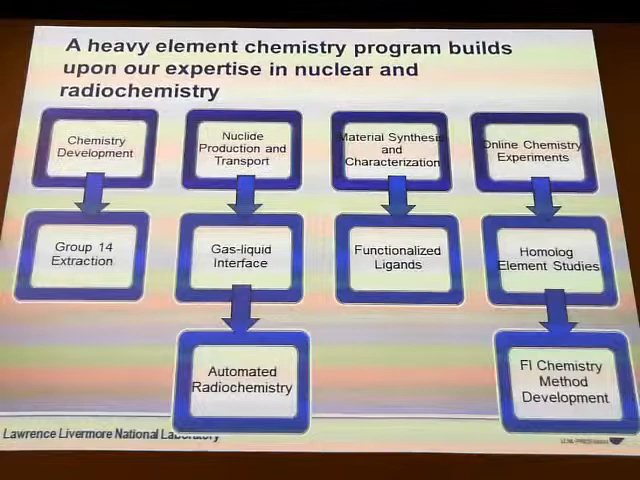 A heavy element chemistry program builds
upon our expertise in nuclear and
radiochemistry
Chemistry
Development
Nuclide
Production and
Transport
Material Synthesis
and
Characterization
Online Chemistry
Experiments
Group 14
Extraction
Gas-liquid
Interface
Functionalized
Ligands
Homolog
Element Studies
Automated
Radiochemistry
Fl Chemistry
Method
Development
Lawrence Livermore National Laboratory